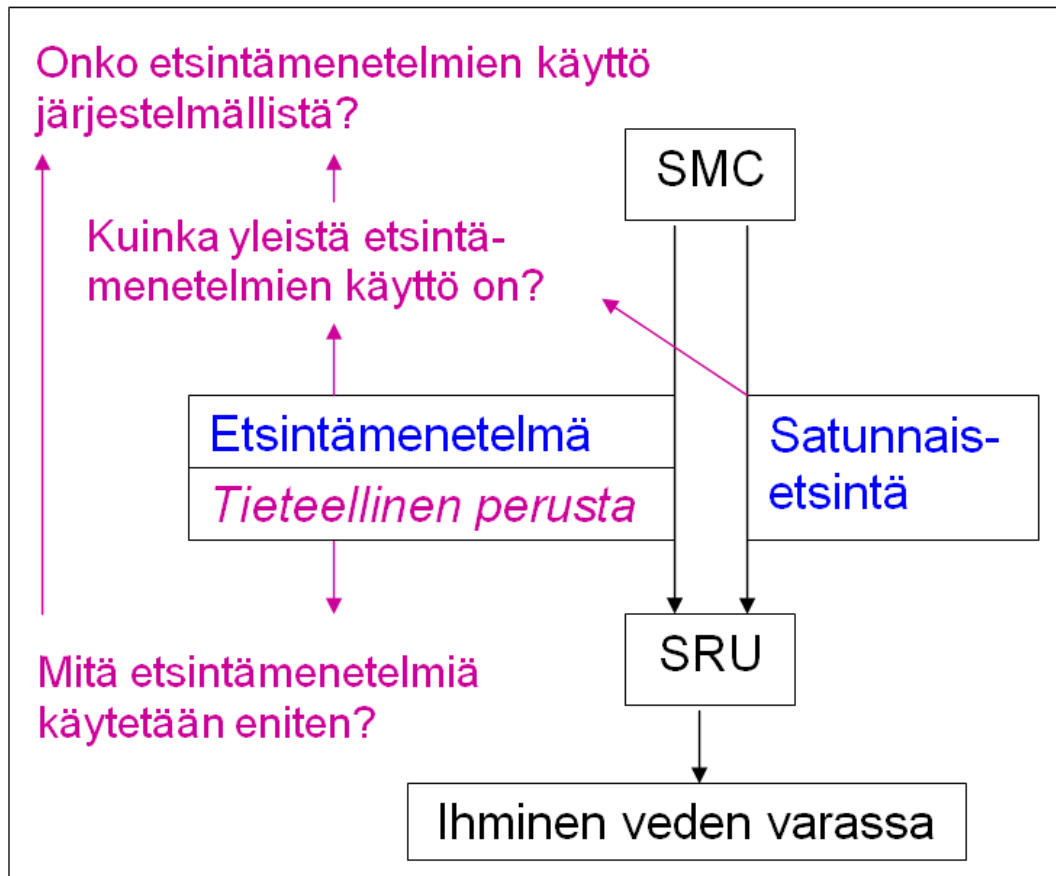 Onko etsintämenetelmien käyttö
järjestelmällistä?
SMC
Kuinka yleistä etsintä-
menetelmien käyttö on?
Etsintämenetelmä
Tieteellinen perusta
Satunnais-
etsintä
SRU
Mitä etsintämenetelmiä
käytetään eniten?
Ihminen veden varassa